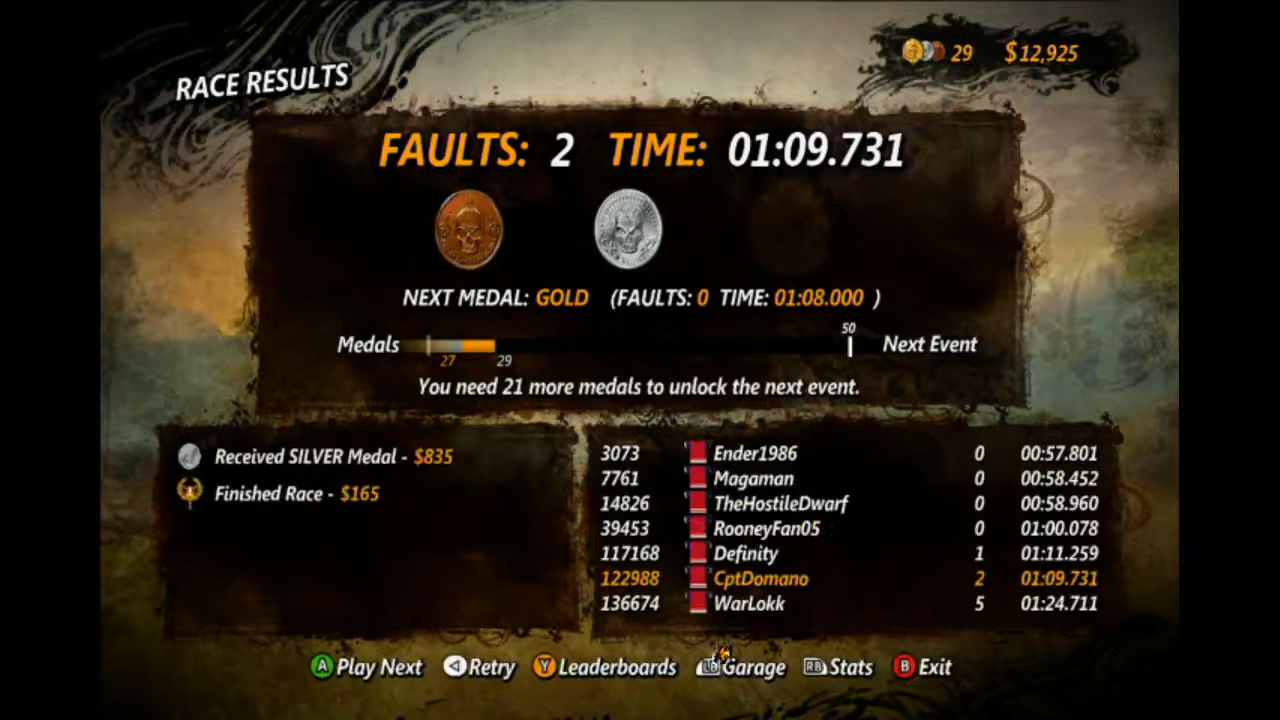 RACE RESULTS
29 $12,925
FAULTS: 2 TIME: 01:09.731
NEXT MEDAL: GOLD (FAULTS: 0 TIME: 01:08.000 )
50
Medals Next Event
27 29
You need 21 more medals to unlock the next event.
Received SILVER Medal - $835
Finished Race - $165
3073 Ender1986 0 00:57.801
7761 Magaman 0 00:58.452
14826 TheHostileDwarf 0 00:58.960
39453 RooneyFan05 0 01:00.078
117168 Definity 1 01:11.259
122988 CptDomano 2 01:09.731
136674 WarLokk 5 01:24.711
A Play Next Retry Y Leaderboards LB Garage RB Stats B Exit